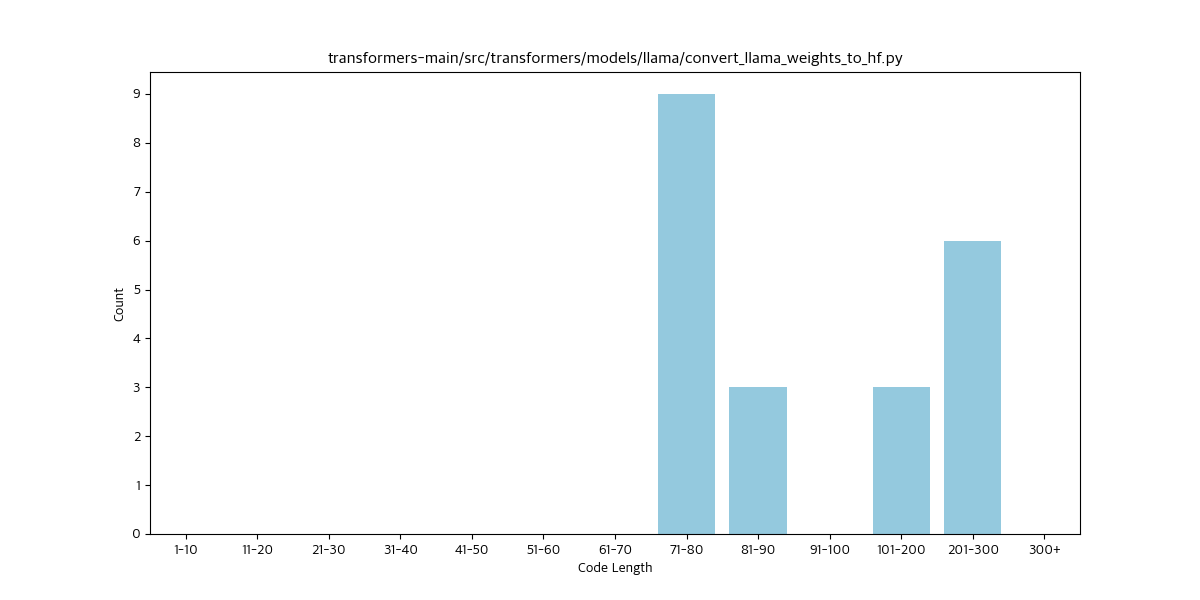 transformers-main/src/transformers/models/llama/convert_llama_weights_to_hf.py
9
8
7
6
5
4
3
2
1
0
Count
1-10 11-20 21-30 31-40 41-50 51-60 61-70 71-80 81-90 91-100 101-200 201-300 300+
Code Length